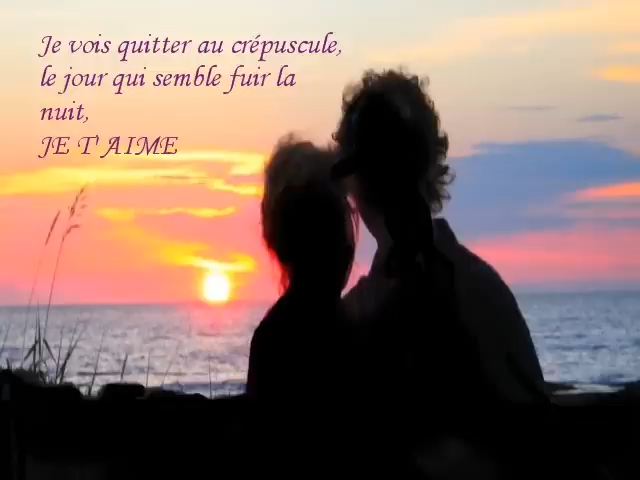 Je vois quitter au crépuscule,
le jour qui semble fuir la
nuit,
JE T'AIME